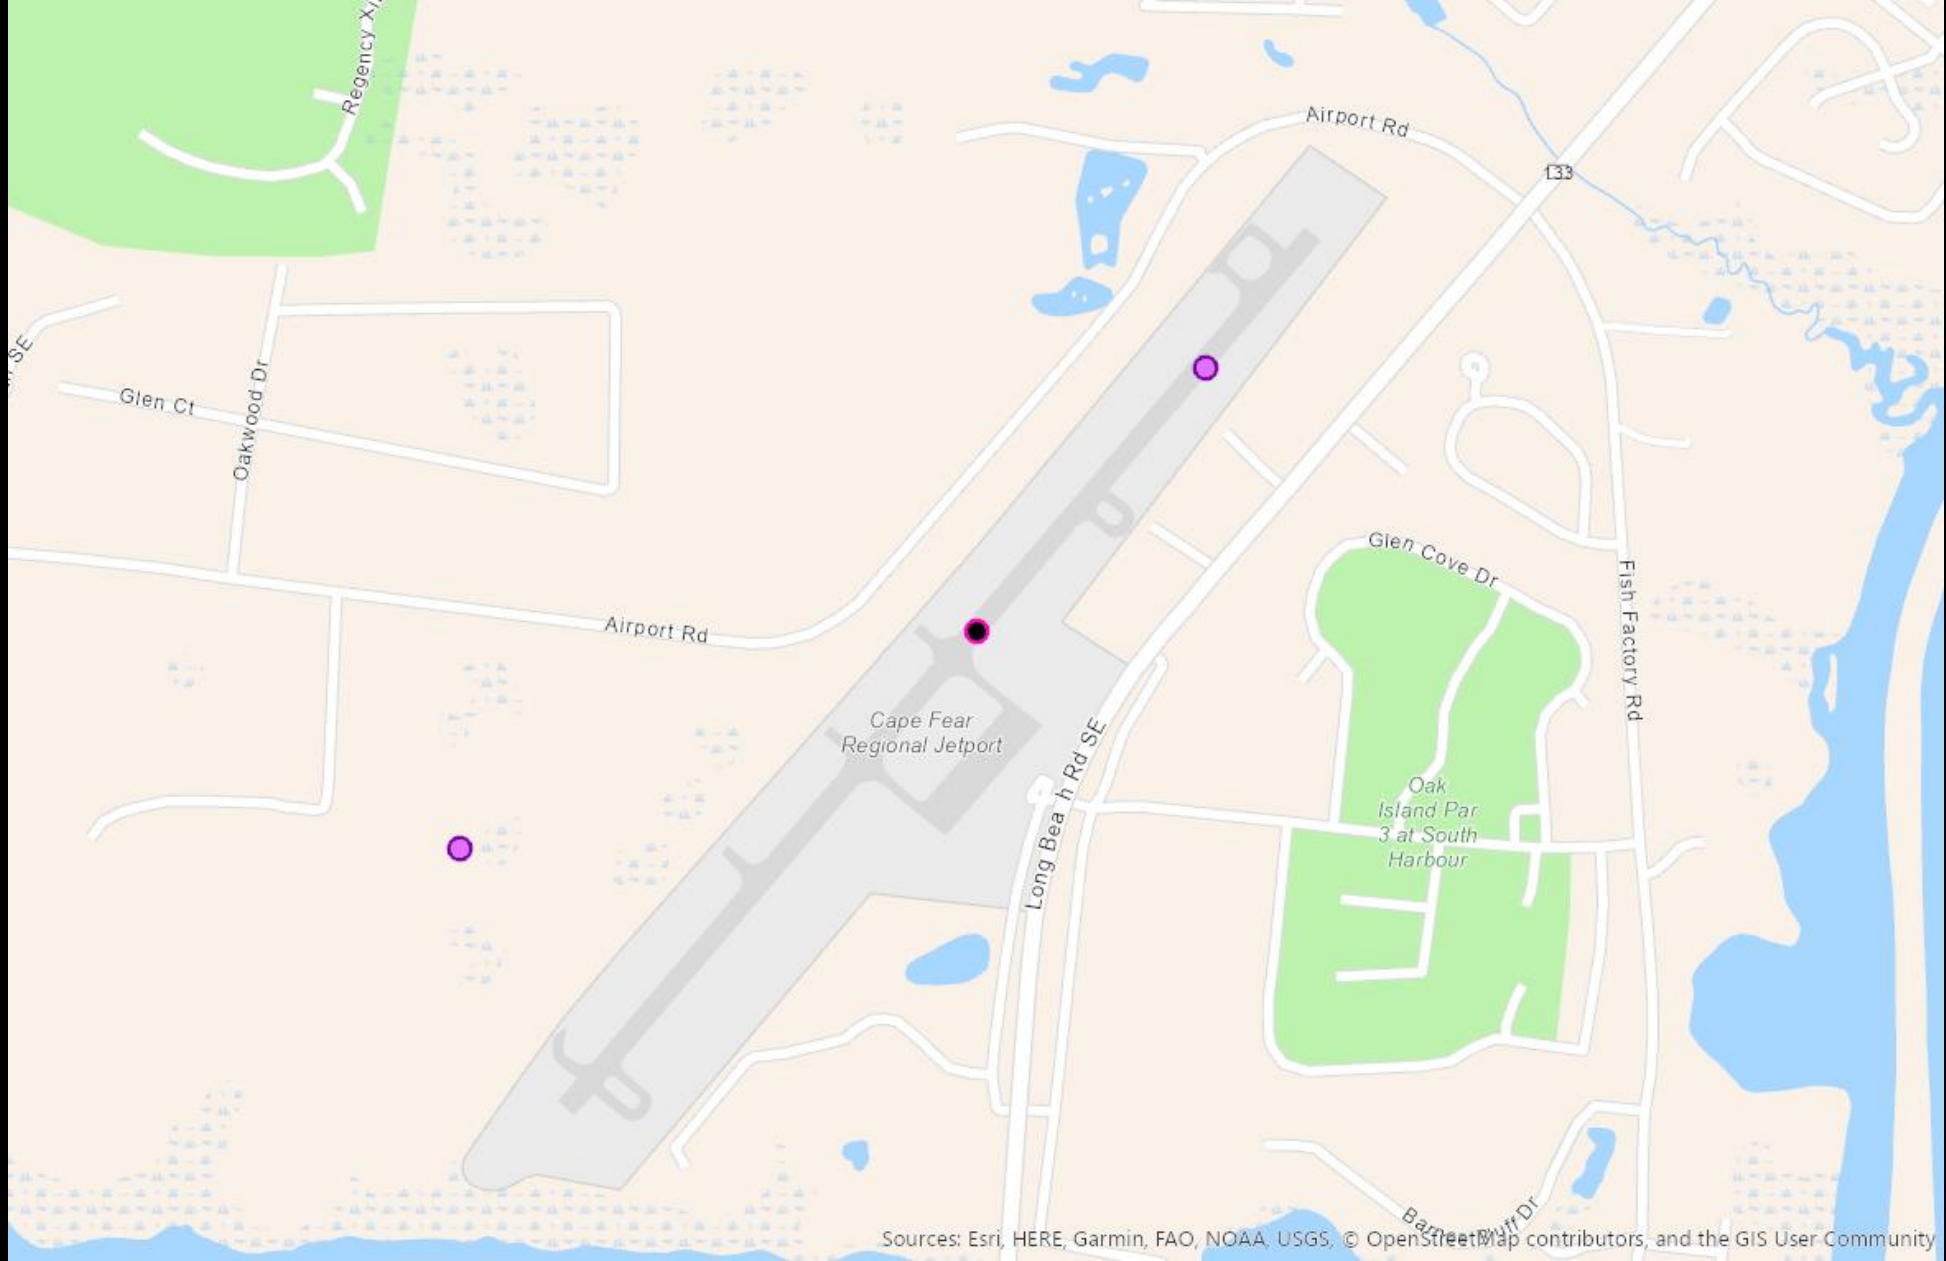 Regency
Airport Rd
133
SE
Glen Ct
Oakwood Dr
Glen Cove Dr
Fish Factory Rd
Airport Rd
Cape Fear
Regional Jetport
Long Bea h Rd SE
Oak
Island Par
3 at South
Harbour
Dr
Sources: Esri, HERE, Garmin, FAO, NOAA, USGS, © OpenStreetMap contributors, and the GIS User Community